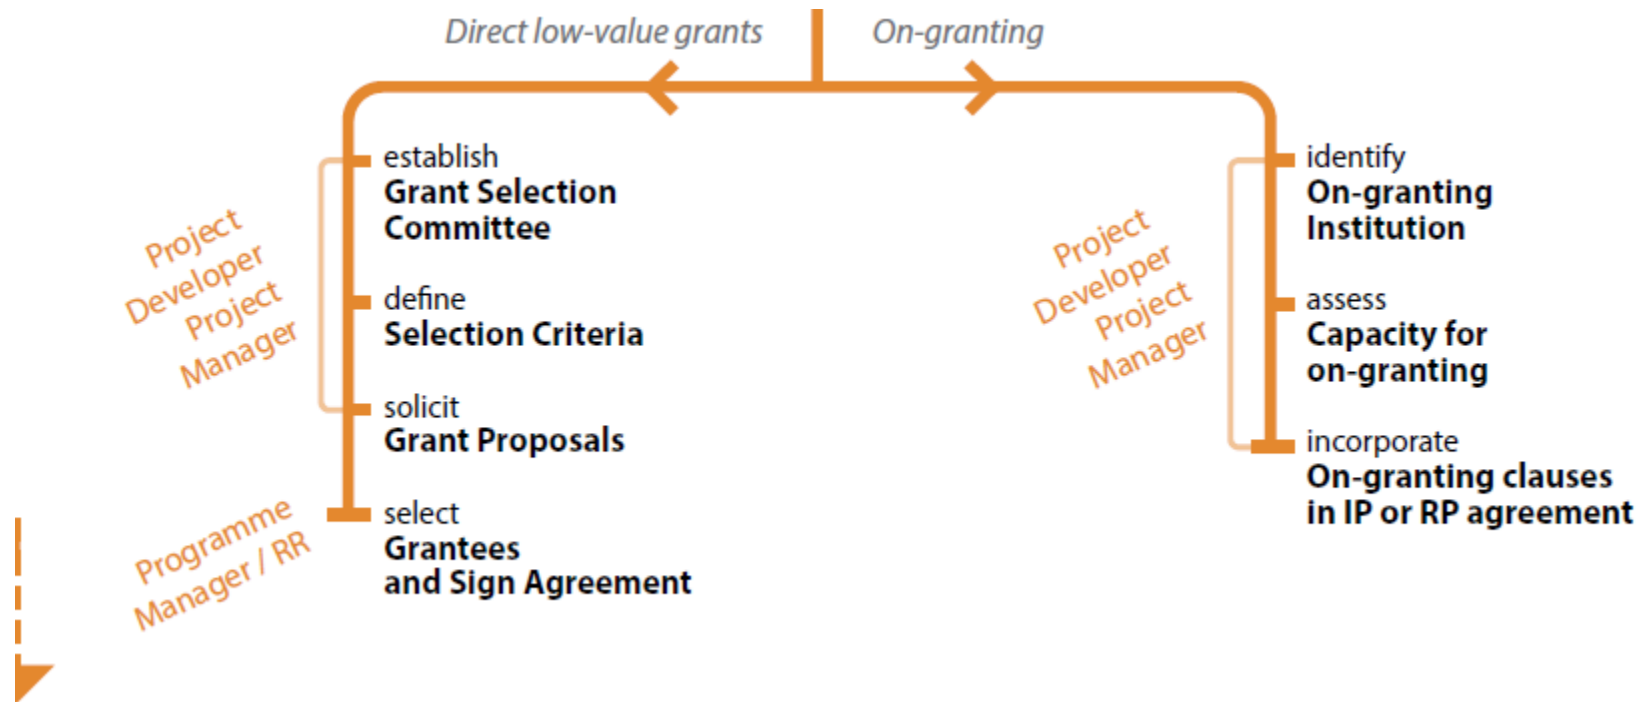 Direct low-value grants
On-granting
establish
Grant Selection
Committee
define
Selection Criteria
solicit
Grant Proposals
select
Grantees
and Sign Agreement
Project
Developer
Project
Manager
Programme
Manager / RR
identify
On-granting
Institution
assess
Capacity for
on-granting
incorporate
On-granting clauses
in IP or RP agreement
Project
Developer
Project
Manager